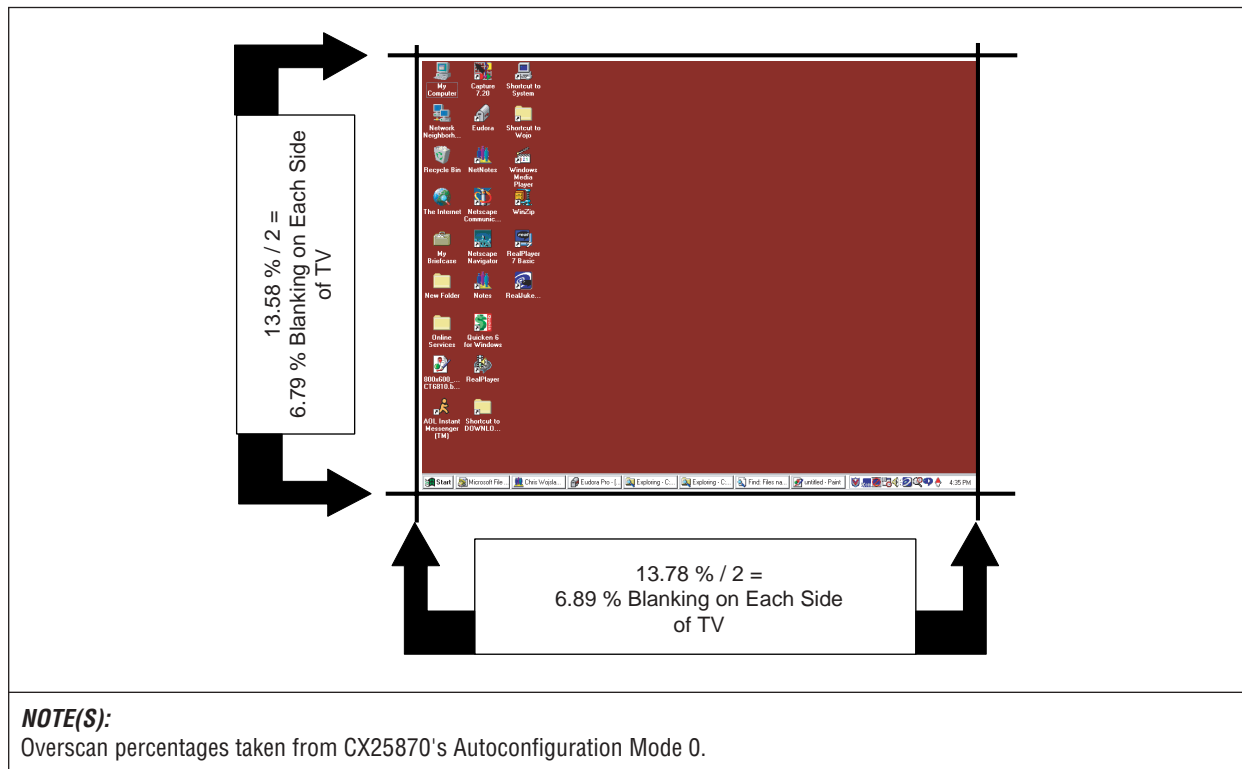 My Computer
Capture 7.20
Shortcut to System
Network Neighborh...
Eudora
Shortcut to Wojo
Recycle Bin
NetNotes
Windows Media Player
The Internet
Netscape Communic...
WinZip
My Briefcase
Netscape Navigator
RealPlayer 7 Basic
New Folder
Notes
RealJuke...
Online Services
Quicken 6 for Windows
800x600_... CT6810.b...
RealPlayer
AOL Instant Messenger (TM)
Shortcut to DOWNLO...
Start
Microsoft File...
Chris Wojsla...
Eudora Pro - [...
Exploring - C:...
Exploring - C:...
Find: Files na...
untitled - Paint
4:35 PM
13.58 % / 2 =
6.79 % Blanking on Each Side
of TV
13.78 % / 2 =
6.89 % Blanking on Each Side
of TV
NOTE(S):
Overscan percentages taken from CX25870's Autoconfiguration Mode 0.